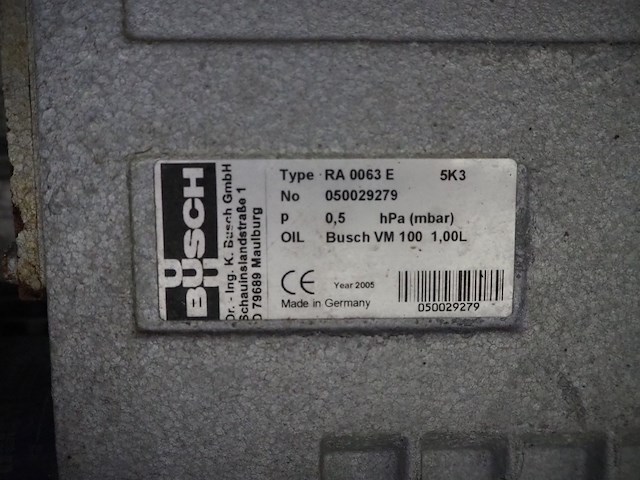 BUSCH
Dr. - Ing. K. Busch GmbH
Schauinslandstraße 1
D 79689 Maulburg
Type RA 0063 E 5K3
No 050029279
p 0,5 hPa (mbar)
OIL Busch VM 100 1,00L
CE Year 2005
Made in Germany
050029279